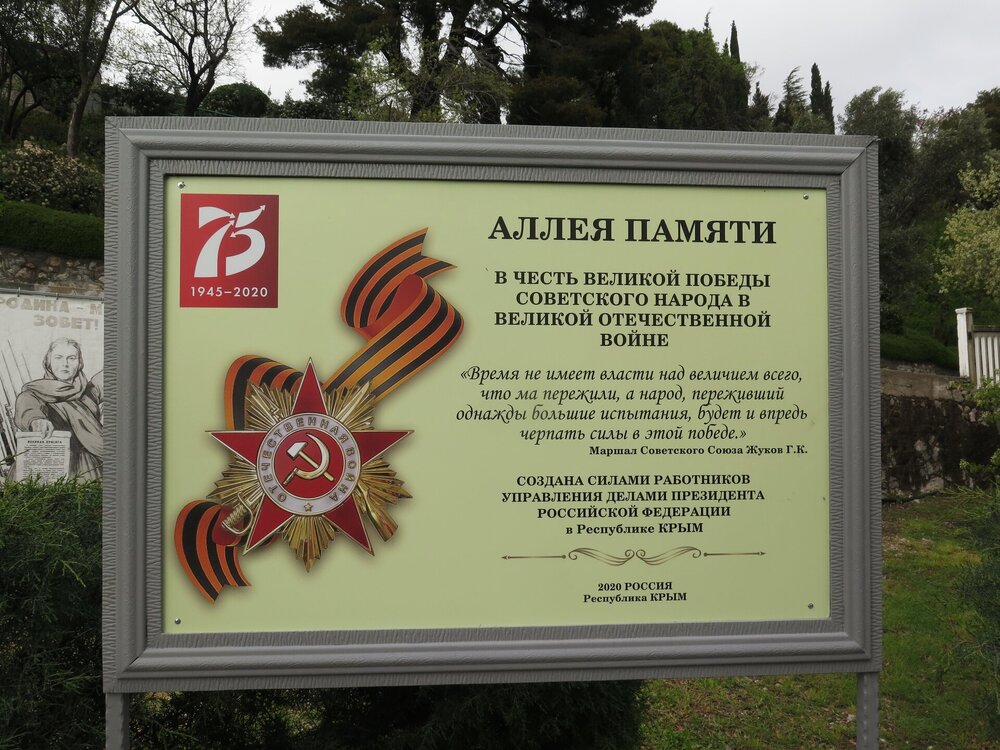 75
1945–2020
АЛЛЕЯ ПАМЯТИ
В ЧЕСТЬ ВЕЛИКОЙ ПОБЕДЫ
СОВЕТСКОГО НАРОДА В
ВЕЛИКОЙ ОТЕЧЕСТВЕННОЙ
ВОЙНЕ
«Время не имеет власти над величием всего,
что ма пережили, а народ, переживший
однажды большие испытания, будет и впредь
черпать силы в этой победе.»
Маршал Советского Союза Жуков Г.К.
СОЗДАНА СИЛАМИ РАБОТНИКОВ
УПРАВЛЕНИЯ ДЕЛАМИ ПРЕЗИДЕНТА
РОССИЙСКОЙ ФЕДЕРАЦИИ
в Республике КРЫМ
2020 РОССИЯ
Республика КРЫМ
ОТЕЧЕСТВЕННАЯ ВОЙНА
РОДИНА – М
ЗОВЕТ!